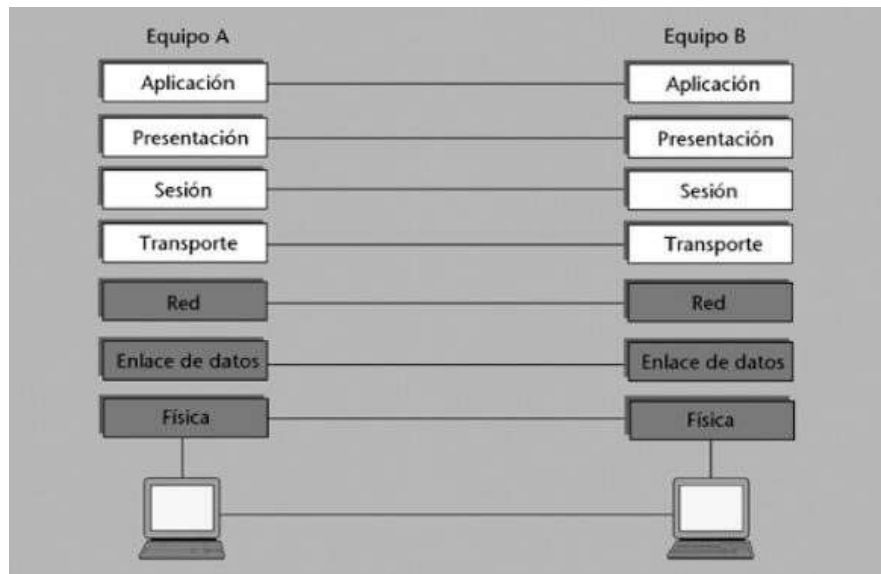 Equipo A
Equipo B
Aplicación
Aplicación
Presentación
Presentación
Sesión
Sesión
Transporte
Transporte
Red
Red
Enlace de datos
Enlace de datos
Física
Física